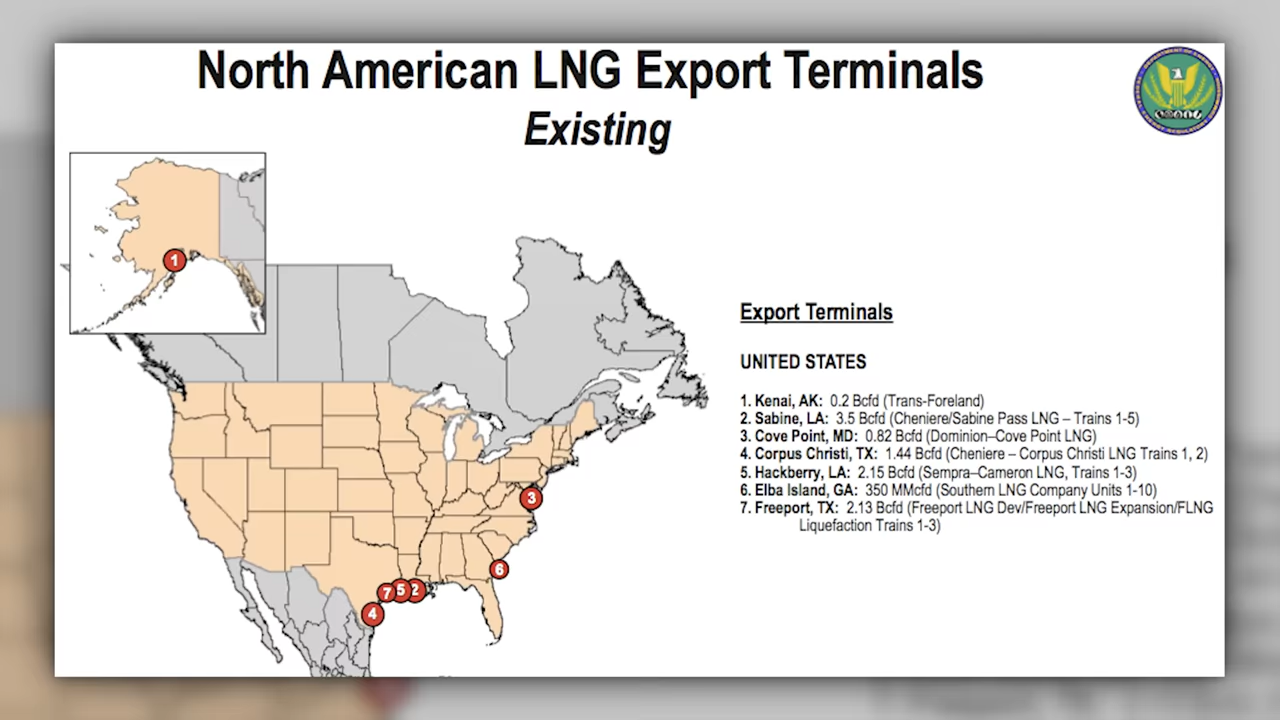 North American LNG Export Terminals
Existing
1
3
6
7 5 2
4
Export Terminals
UNITED STATES
1. Kenai, AK: 0.2 Bcfd (Trans-Foreland)
2. Sabine, LA: 3.5 Bcfd (Cheniere/Sabine Pass LNG – Trains 1-5)
3. Cove Point, MD: 0.82 Bcfd (Dominion–Cove Point LNG)
4. Corpus Christi, TX: 1.44 Bcfd (Cheniere – Corpus Christi LNG Trains 1, 2)
5. Hackberry, LA: 2.15 Bcfd (Sempra–Cameron LNG, Trains 1-3)
6. Elba Island, GA: 350 MMcfd (Southern LNG Company Units 1-10)
7. Freeport, TX: 2.13 Bcfd (Freeport LNG Dev/Freeport LNG Expansion/FLNG
Liquefaction Trains 1-3)